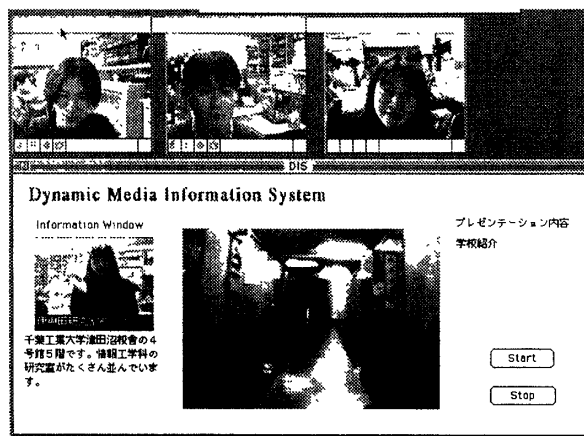 DIS
Dynamic Media Information System
Information Window
千葉工業大学津田沼校舎の4
号館5階です。情報工学科の
研究室がたくさん並んでいま
す。
プレゼンテーション内容
学校紹介
Start
Stop